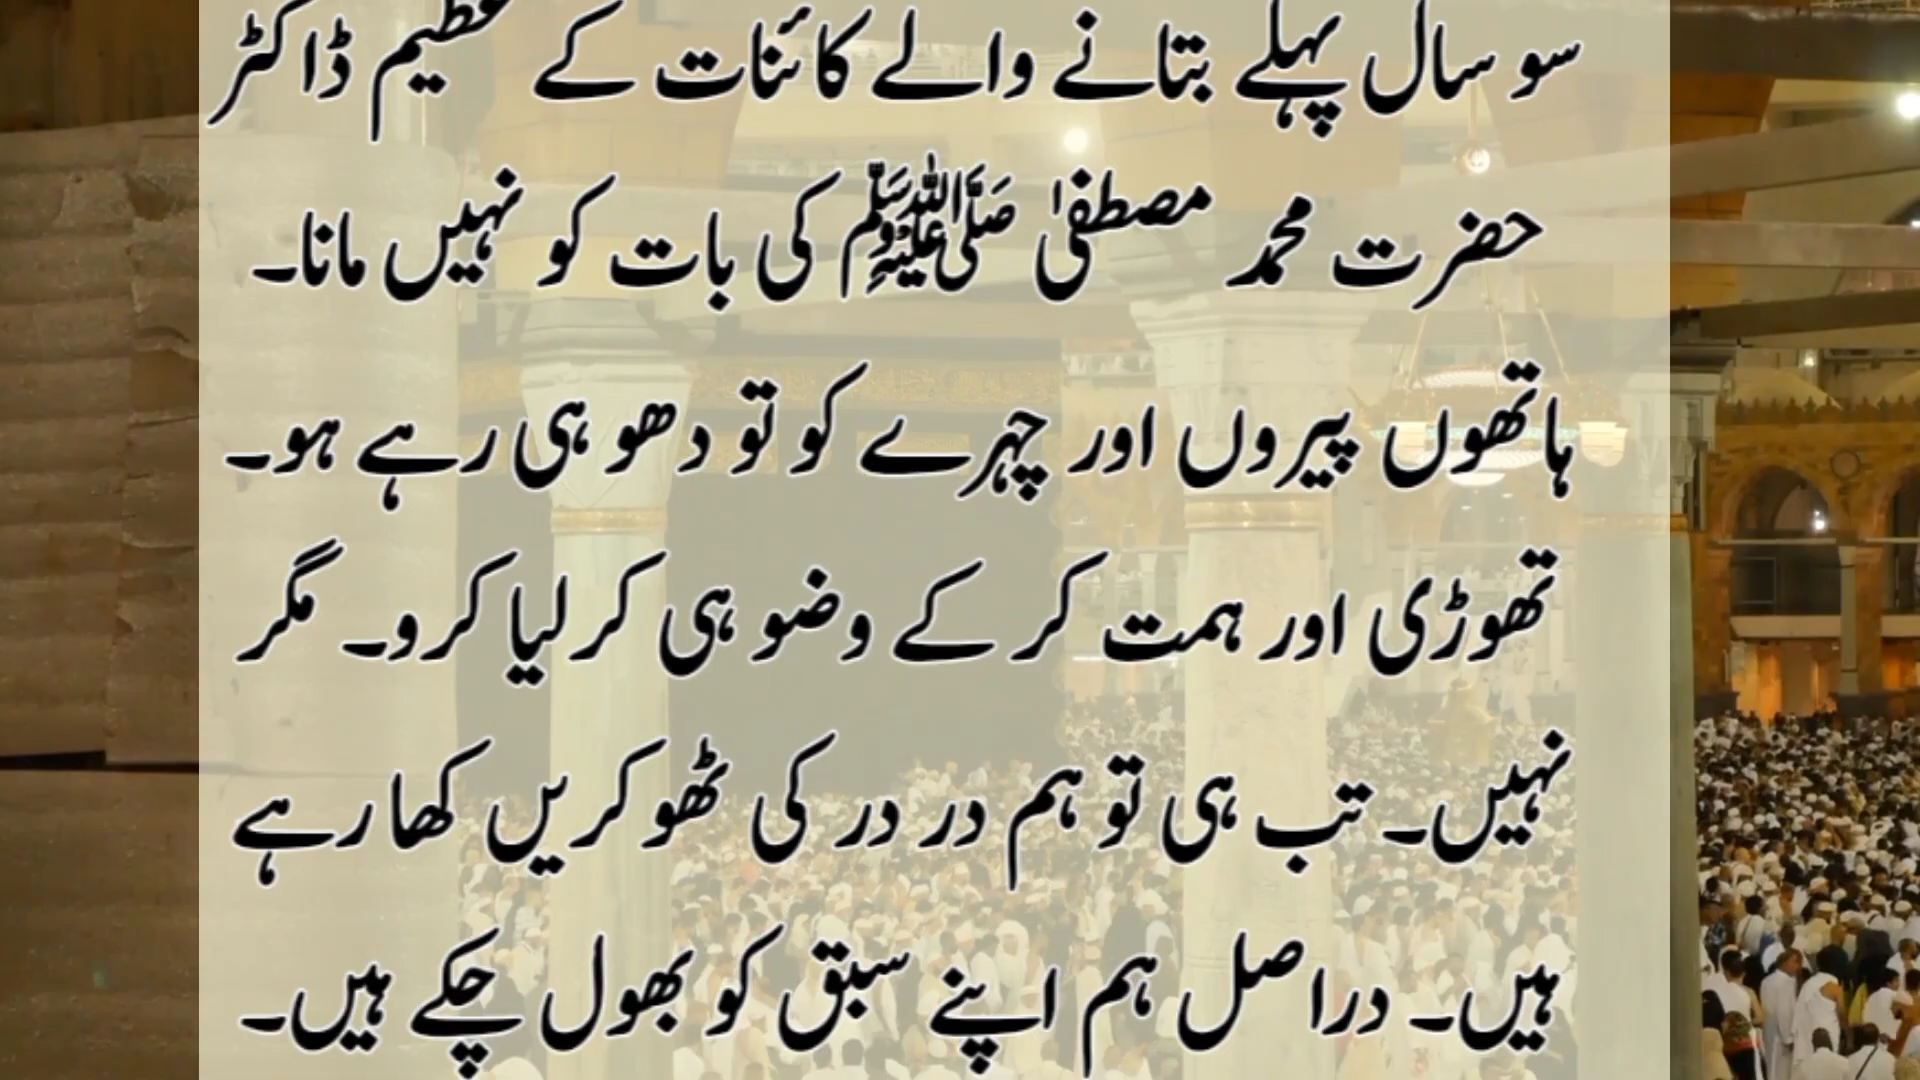 سو سال پہلے بتانے والے کائنات کے عظیم ڈاکٹر
حضرت محمد مصطفیٰ ﷺ کی بات کو نہیں مانا۔
ہاتھوں پیروں اور چہرے کو تو دھو ہی رہے ہو۔
تھوڑی اور ہمت کر کے وضو ہی کر لیا کرو۔ مگر
نہیں۔ تب ہی تو ہم در در کی ٹھوکریں کھا رہے
ہیں۔ دراصل ہم اپنے سبق کو بھول چکے ہیں۔